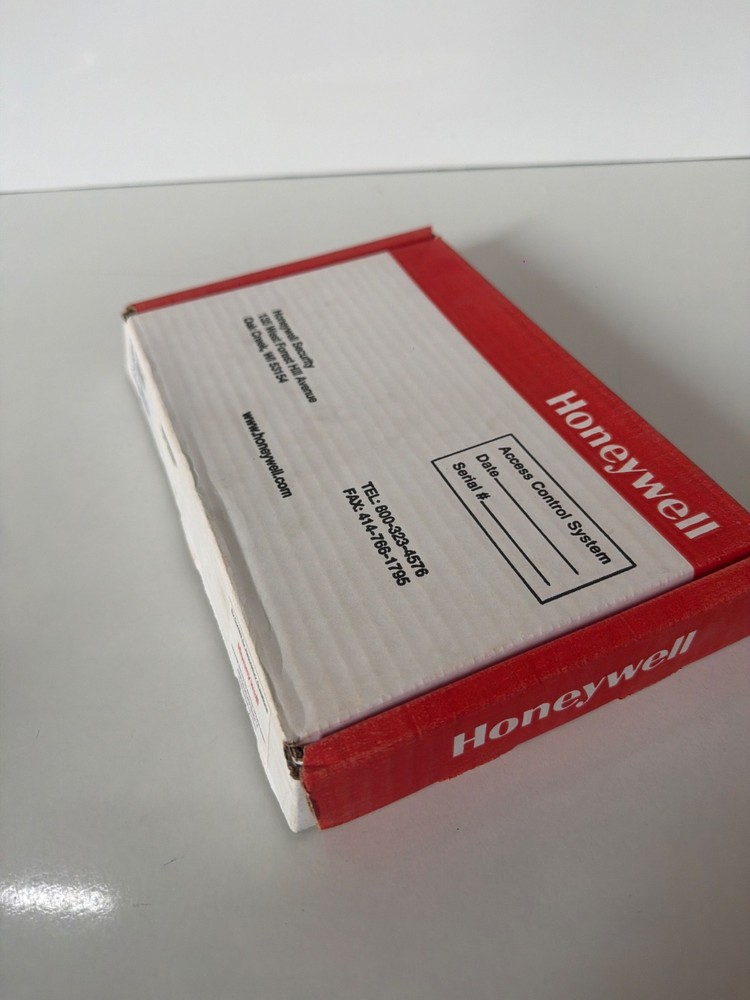 Honeywell
Access Control System
Date
Serial #
TEL: 800-323-4576
FAX: 414-766-1795
Honeywell Security
135 West Forest Hill Avenue
Oak Creek, WI 53154
www.honeywell.com
Honeywell